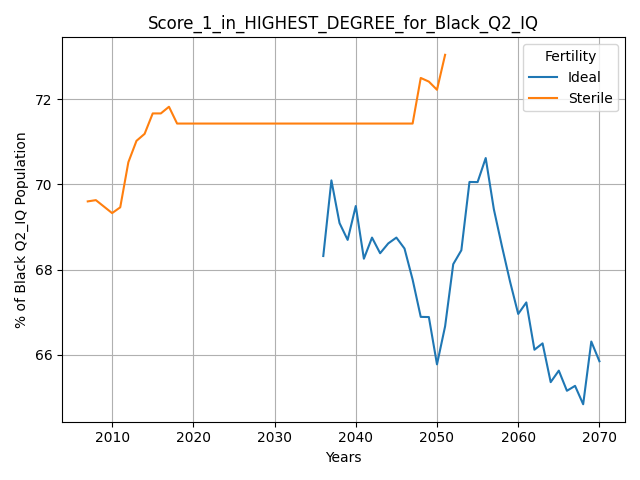 Score_1_in_HIGHEST_DEGREE_for_Black_Q2_IQ
Fertility
Ideal
Sterile
% of Black Q2_IQ Population
72
70
68
66
2010 2020 2030 2040 2050 2060 2070
Years